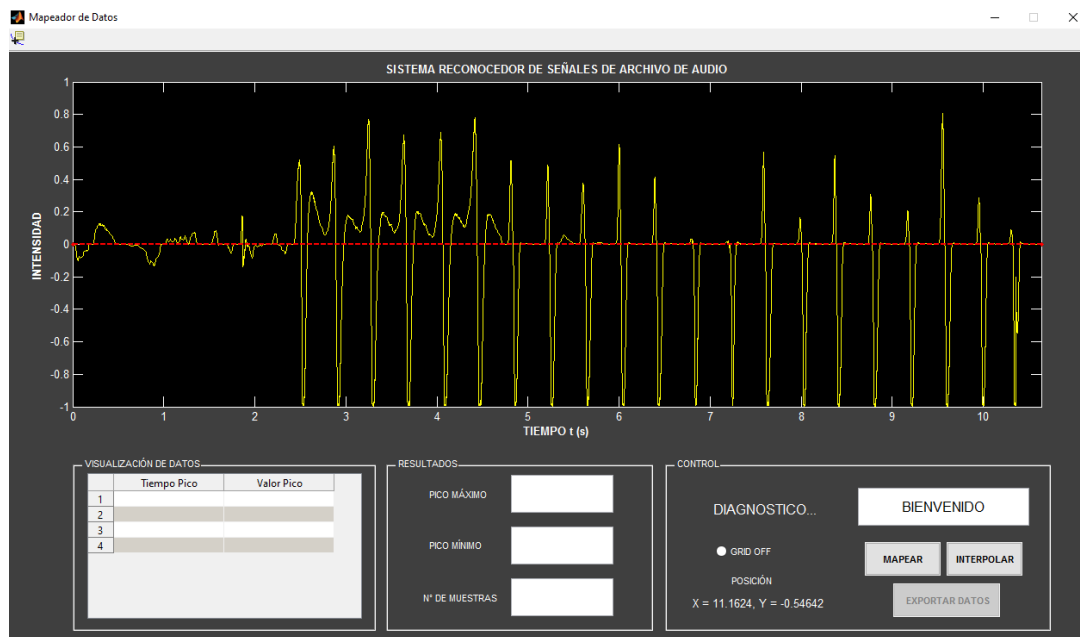 Mapeador de Datos
SISTEMA RECONOCEDOR DE SEÑALES DE ARCHIVO DE AUDIO
INTENSIDAD
1
0.8
0.6
0.4
0.2
0
-0.2
-0.4
-0.6
-0.8
-1
0 1 2 3 4 5 6 7 8 9 10
TIEMPO t (s)
VISUALIZACIÓN DE DATOS
Tiempo Pico Valor Pico
1
2
3
4
RESULTADOS
PICO MÁXIMO
PICO MÍNIMO
N° DE MUESTRAS
CONTROL
DIAGNOSTICO... BIENVENIDO
GRID OFF
MAPEAR INTERPOLAR
POSICIÓN
X = 11.1624, Y = -0.54642
EXPORTAR DATOS